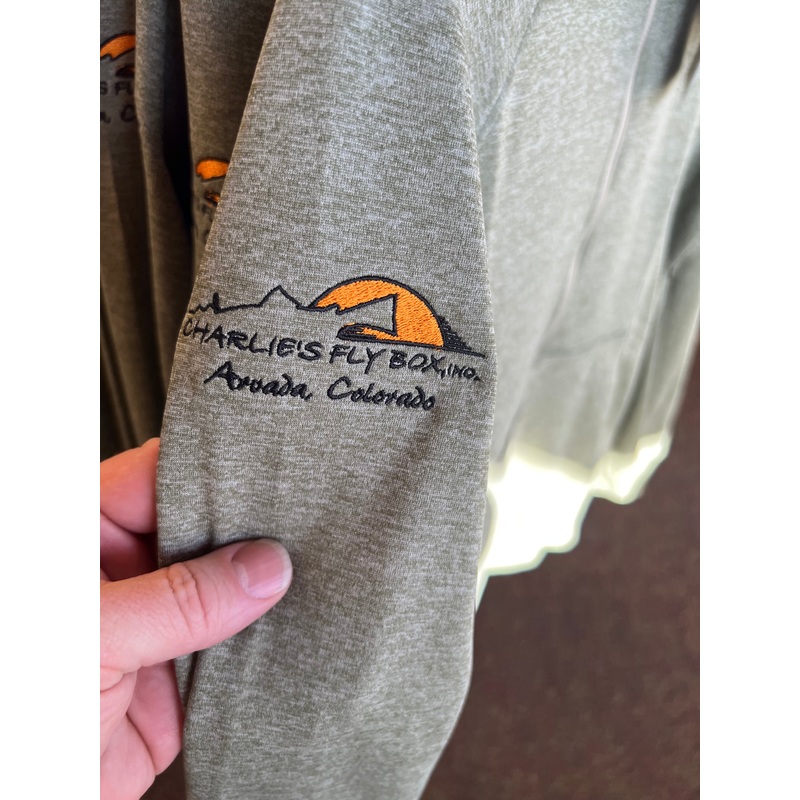 CHARLIE'S FLY BOX, INC.
Arvada, Colorado